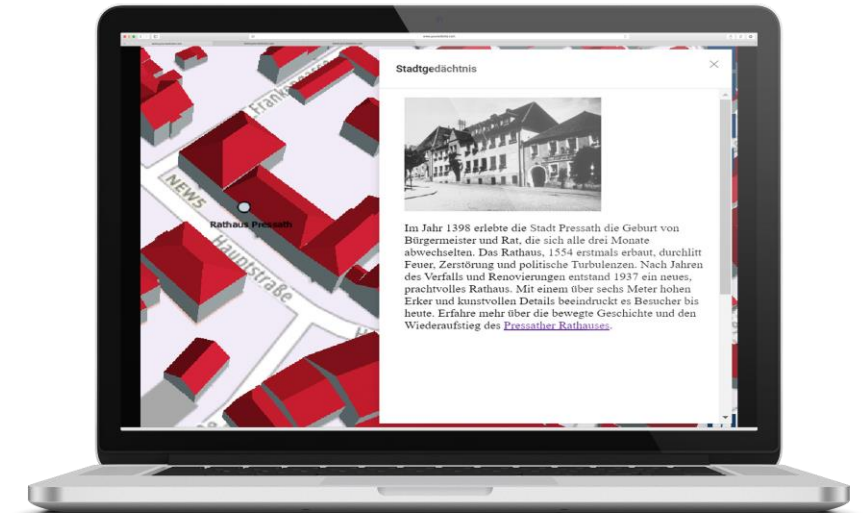 Stadtgedächtnis
Frankengasse
NEW5
Rathaus Pressath
Hauptstraße
Im Jahr 1398 erlebte die Stadt Pressath die Geburt von
Bürgermeister und Rat, die sich alle drei Monate
abwechselten. Das Rathaus, 1554 erstmals erbaut, durchlitt
Feuer, Zerstörung und politische Turbulenzen. Nach Jahren
des Verfalls und Renovierungen entstand 1937 ein neues,
prachtvolles Rathaus. Mit einem über sechs Meter hohen
Erker und kunstvollen Details beeindruckt es Besucher bis
heute. Erfahre mehr über die bewegte Geschichte und den
Wiederaufstieg des Pressather Rathauses.